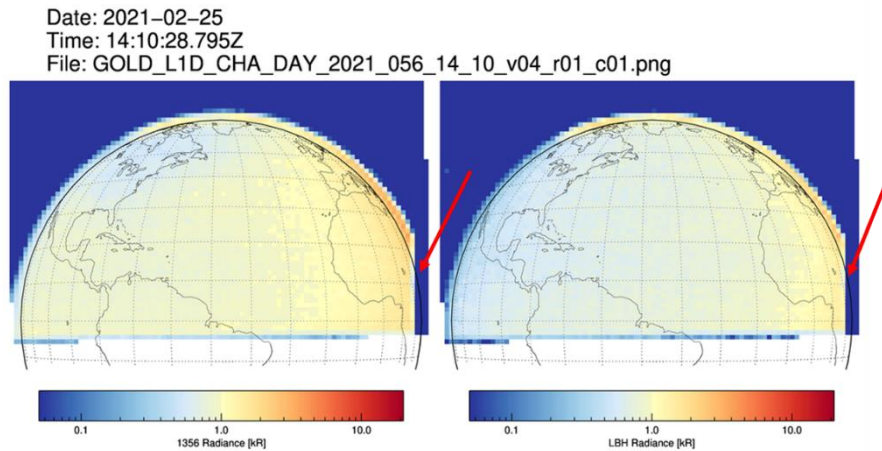 Date: 2021−02−25
Time: 14:10:28.795Z
File: GOLD_L1D_CHA_DAY_2021_056_14_10_v04_r01_c01.png
0.1 1.0 10.0
1356 Radiance [kR]
0.1 1.0 10.0
LBH Radiance [kR]